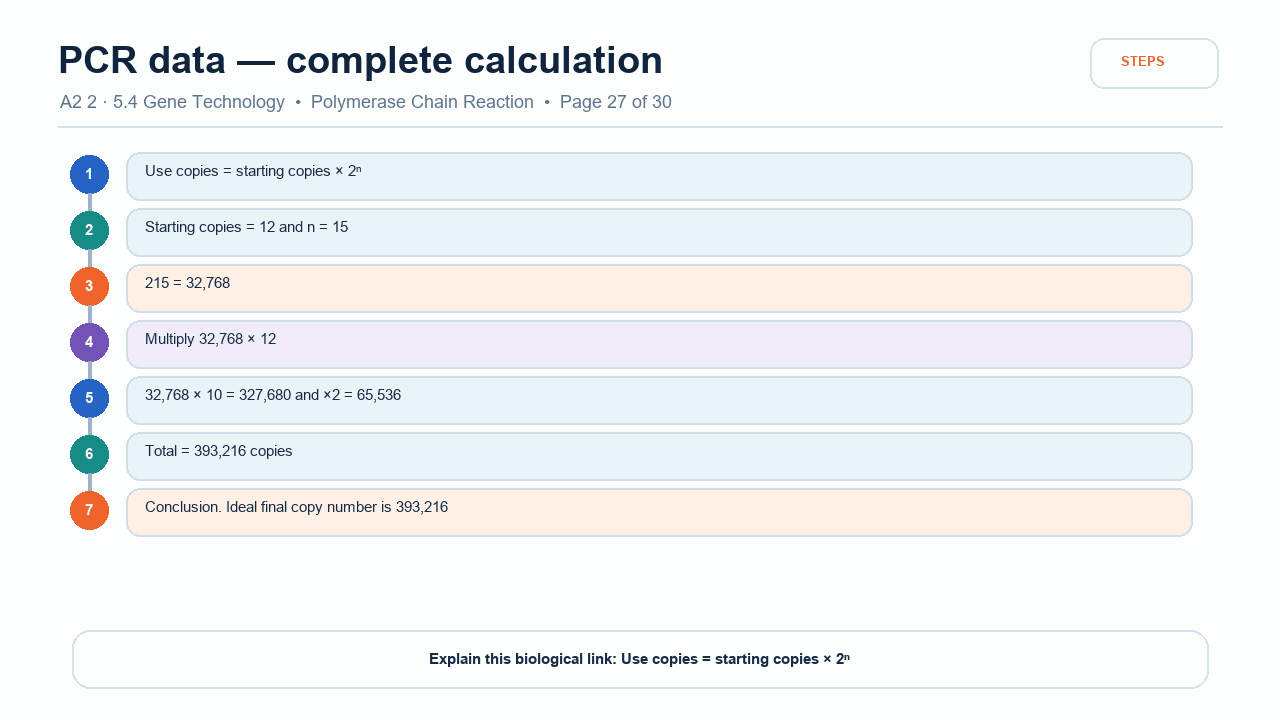 PCR data — complete calculation
STEPS
A2 2 · 5.4 Gene Technology • Polymerase Chain Reaction • Page 27 of 30
1 Use copies = starting copies × 2ⁿ
2 Starting copies = 12 and n = 15
3 215 = 32,768
4 Multiply 32,768 × 12
5 32,768 × 10 = 327,680 and ×2 = 65,536
6 Total = 393,216 copies
7 Conclusion. Ideal final copy number is 393,216
Explain this biological link: Use copies = starting copies × 2ⁿ